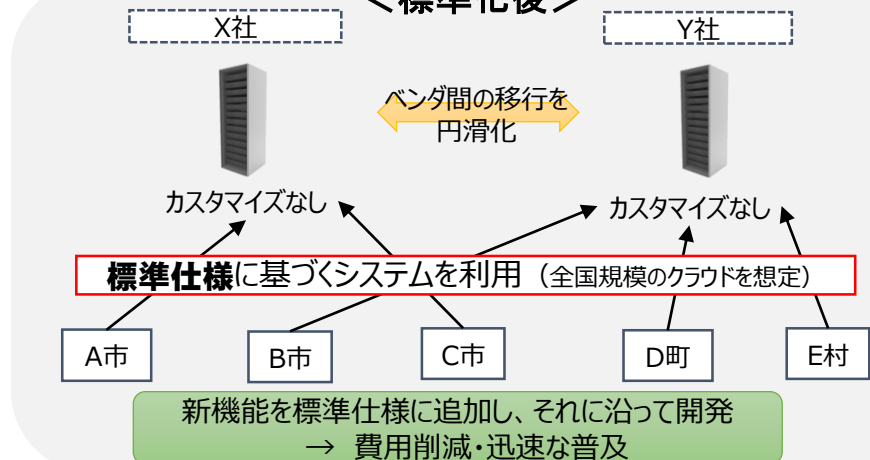 ＜標準化後＞
X社
Y社
ベンダ間の移行を
円滑化
カスタマイズなし
カスタマイズなし
標準仕様に基づくシステムを利用（全国規模のクラウドを想定）
A市
B市
C市
D町
E村
新機能を標準仕様に追加し、それに沿って開発
→ 費用削減・迅速な普及